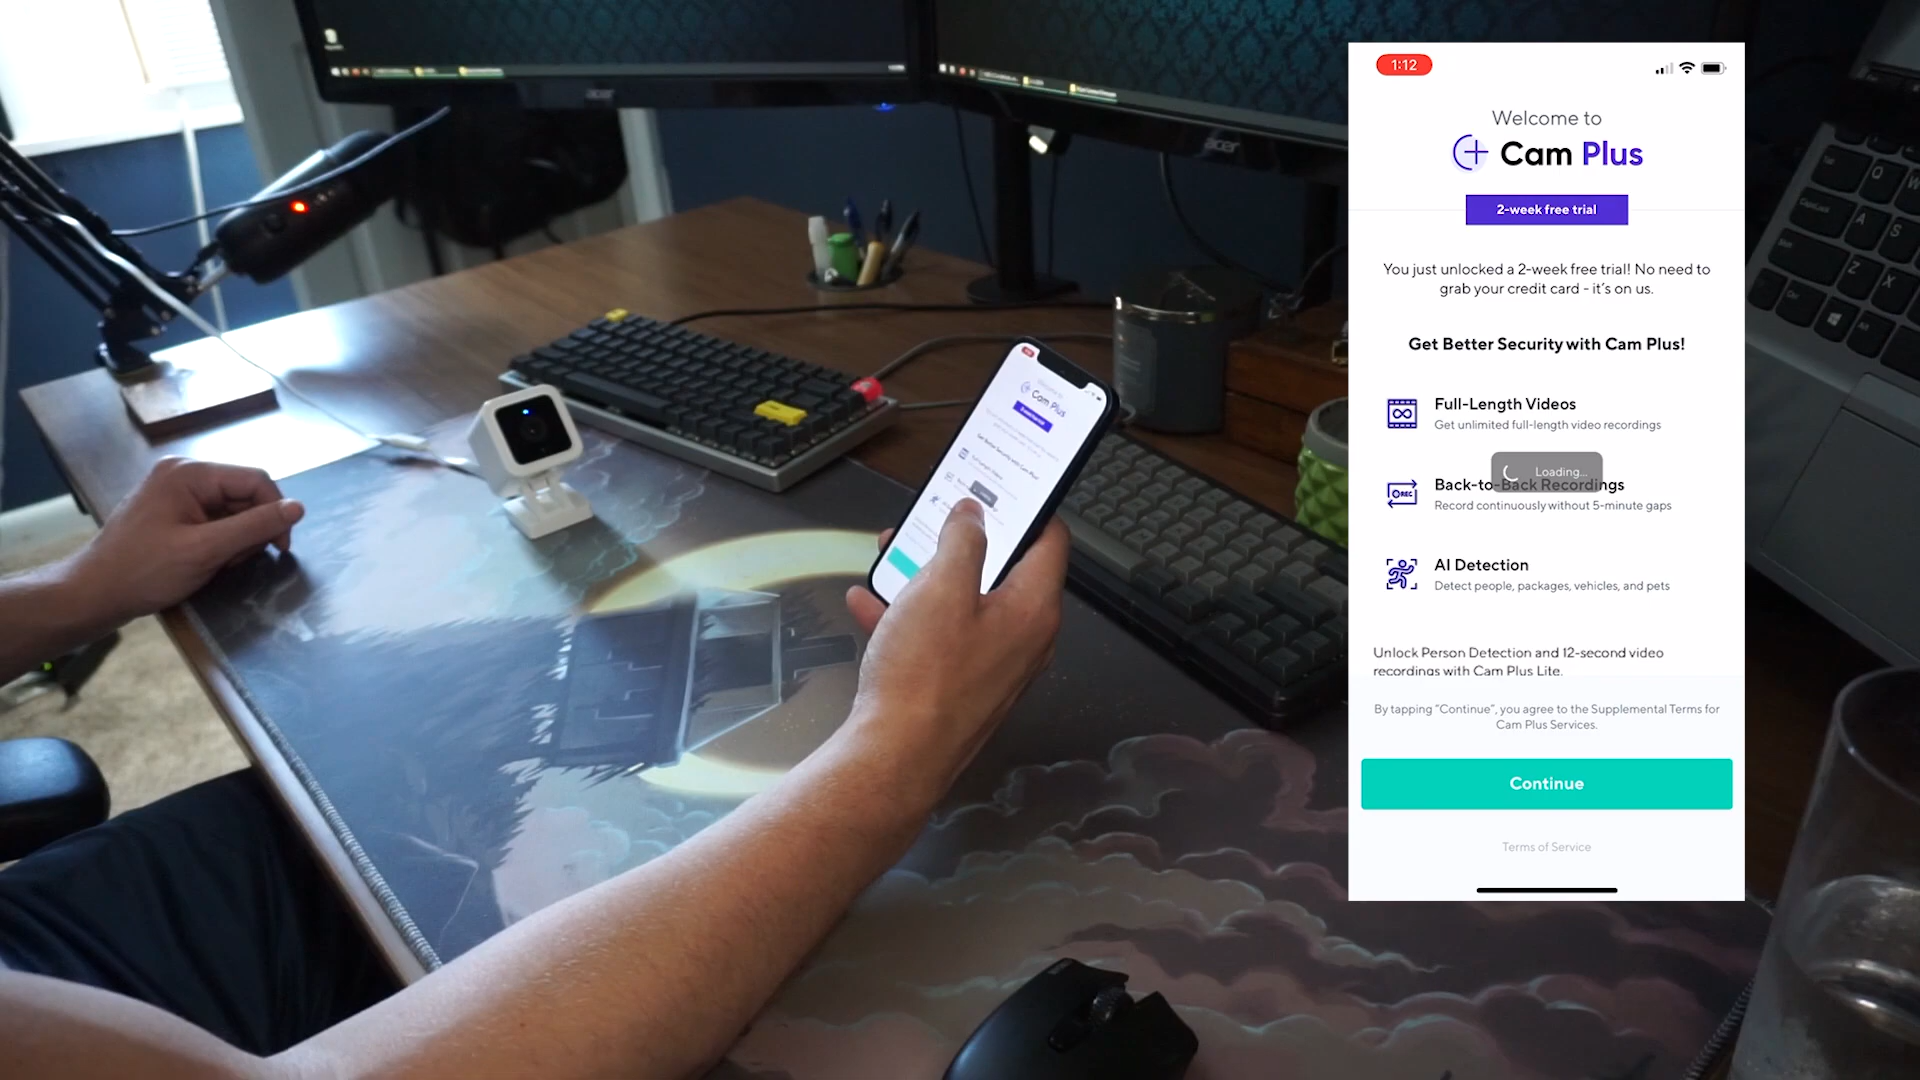 1:12
Welcome to
Cam Plus
2-week free trial
You just unlocked a 2-week free trial! No need to
grab your credit card - it's on us.
Get Better Security with Cam Plus!
Full-Length Videos
Get unlimited full-length video recordings
Loading...
Back-to-Back Recordings
Record continuously without 5-minute gaps
AI Detection
Detect people, packages, vehicles, and pets
Unlock Person Detection and 12-second video
recordings with Cam Plus Lite.
By tapping "Continue", you agree to the Supplemental Terms for
Cam Plus Services.
Continue
Terms of Service
acer
acer
Cam Plus